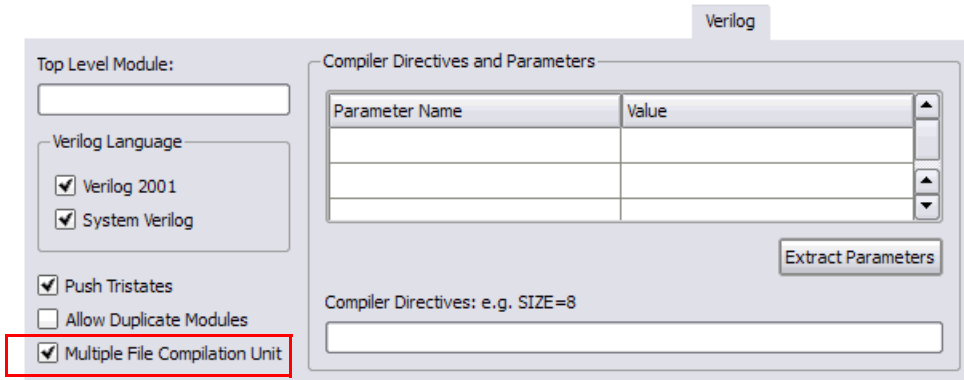 Verilog
Top Level Module:
Verilog Language
Verilog 2001
System Verilog
Push Tristates
Allow Duplicate Modules
Multiple File Compilation Unit
Compiler Directives and Parameters
Parameter Name
Value
Extract Parameters
Compiler Directives: e.g. SIZE=8